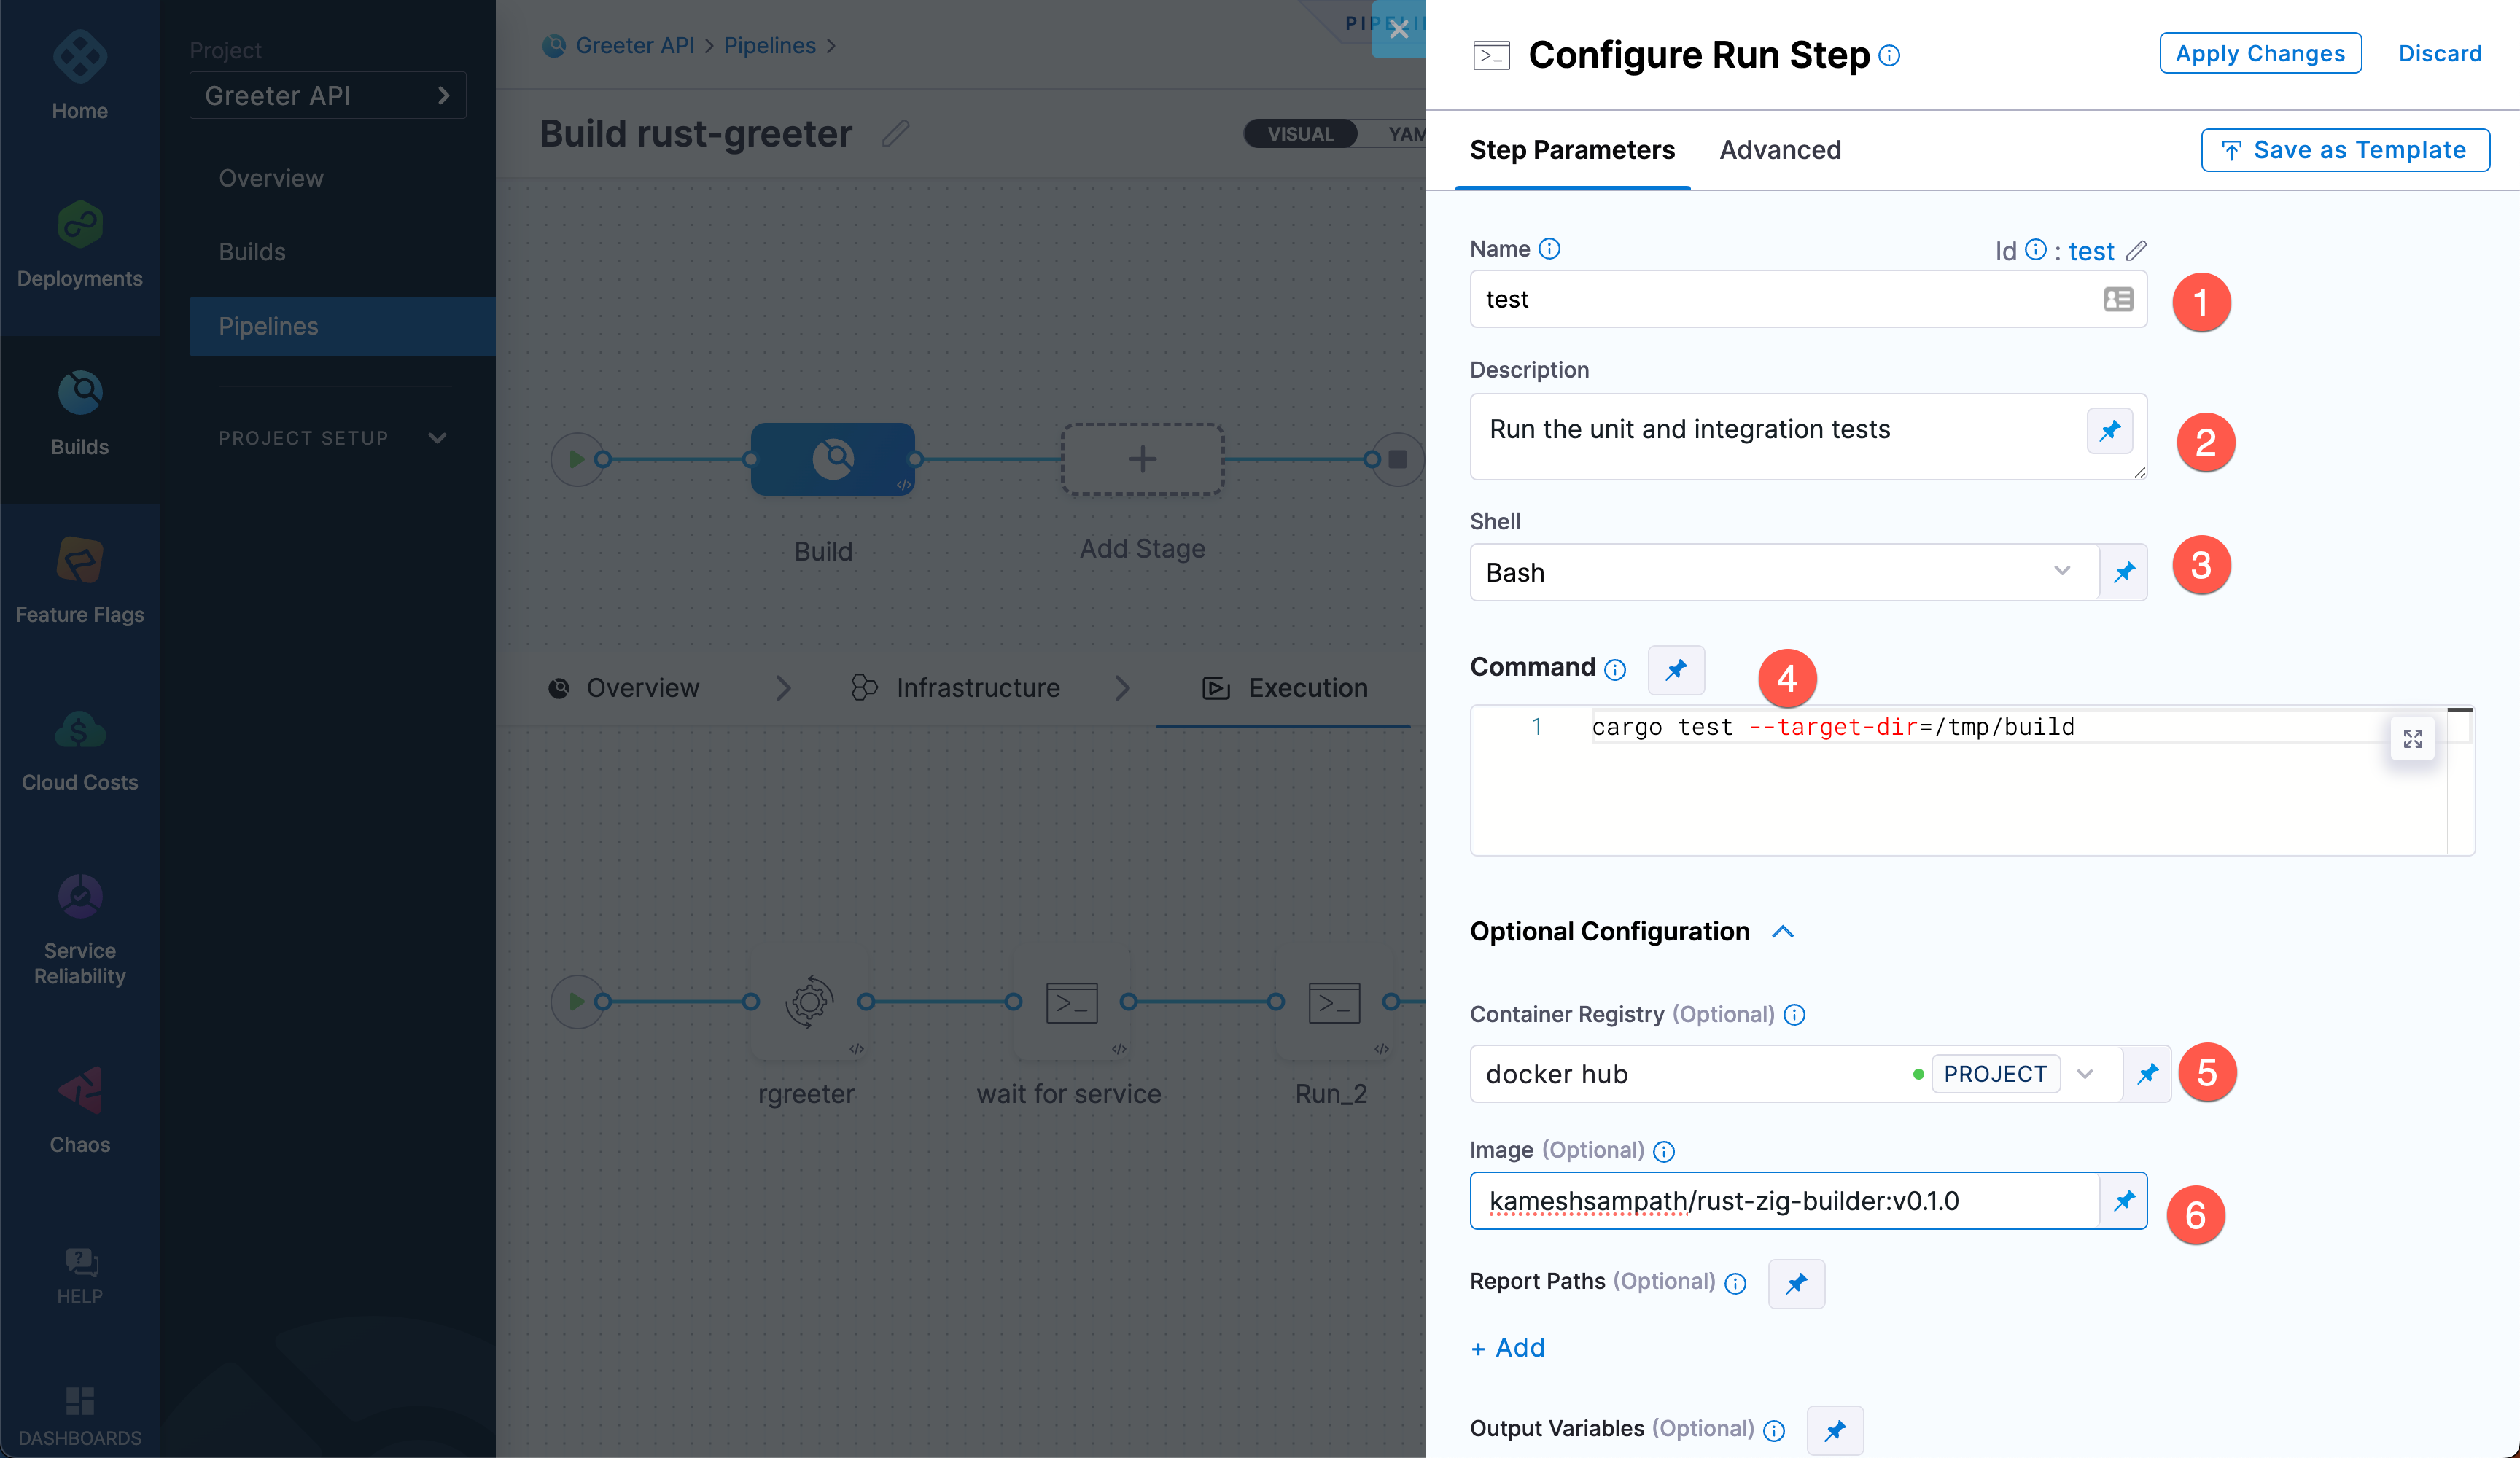 Home
Deployments
Builds
Feature Flags
Cloud Costs
Service
Reliability
Chaos
HELP
DASHBOARDS
Project
Greeter API
Overview
Builds
Pipelines
PROJECT SETUP
Greeter API > Pipelines >
Build rust-greeter
VISUAL
Build
Add Stage
Overview
Infrastructure
Execution
rgreeter
wait for service
Run_2
Configure Run Step
Apply Changes
Discard
Step Parameters
Advanced
Save as Template
Name
Id : test
test
1
Description
Run the unit and integration tests
2
Shell
Bash
3
Command
4
1 cargo test --target-dir=/tmp/build
Optional Configuration
Container Registry (Optional)
docker hub
PROJECT
5
Image (Optional)
kameshsampath/rust-zig-builder:v0.1.0
6
Report Paths (Optional)
+ Add
Output Variables (Optional)